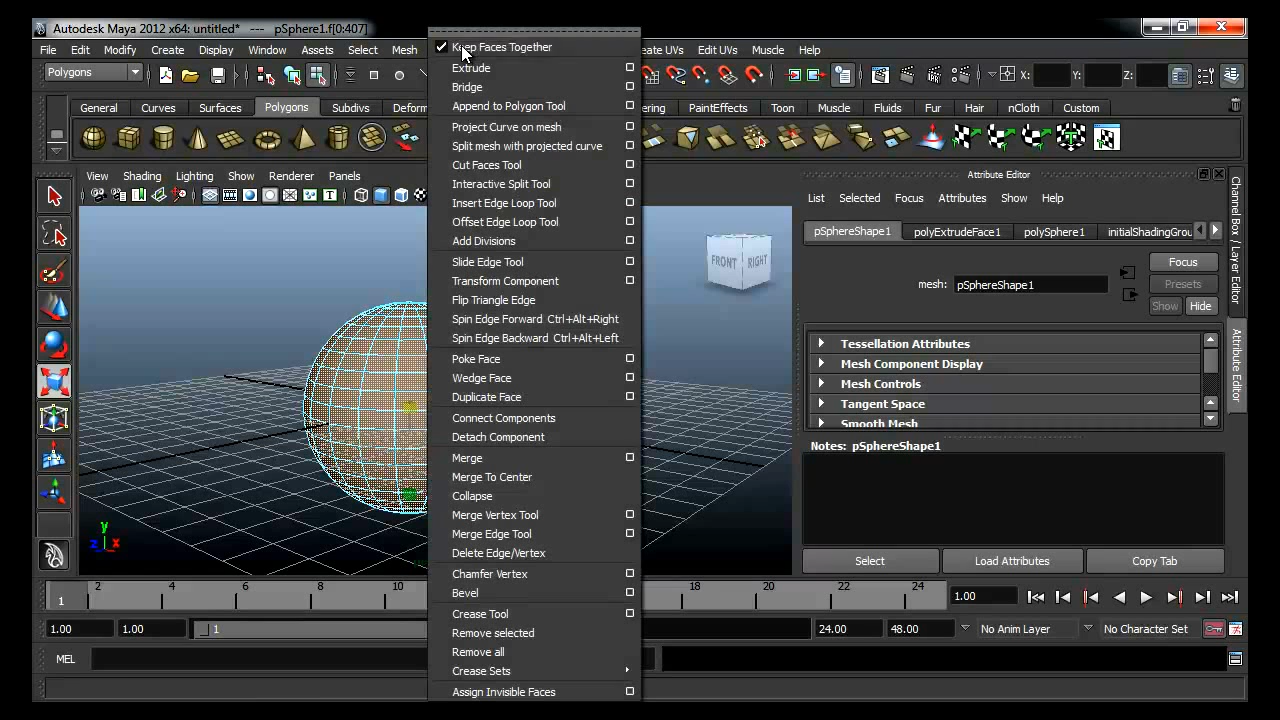 Autodesk Maya 2012 x64: untitled* --- pSphere1.f[0:407]
File Edit Modify Create Display Window Assets Select Mesh Edit UVs Muscle Help
Polygons X: Y: Z:
General Curves Surfaces Polygons Subdivs PaintEffects Toon Muscle Fluids Fur Hair nCloth Custom
Keep Faces Together
Extrude
Bridge
Append to Polygon Tool
Project Curve on mesh
Split mesh with projected curve
Cut Faces Tool
Interactive Split Tool
Insert Edge Loop Tool
Offset Edge Loop Tool
Add Divisions
Slide Edge Tool
Transform Component
Flip Triangle Edge
Spin Edge Forward Ctrl+Alt+Right
Spin Edge Backward Ctrl+Alt+Left
Poke Face
Wedge Face
Duplicate Face
Connect Components
Detach Component
Merge
Merge To Center
Collapse
Merge Vertex Tool
Merge Edge Tool
Delete Edge/Vertex
Chamfer Vertex
Bevel
Crease Tool
Remove selected
Remove all
Crease Sets
Assign Invisible Faces
View Shading Lighting Show Renderer Panels
FRONT RIGHT
y
z x
Attribute Editor
List Selected Focus Attributes Show Help
pSphereShape1 polyExtrudeFace1 polySphere1 initialShadingGrou
Focus
mesh: pSphereShape1
Presets
Show Hide
Tessellation Attributes
Mesh Component Display
Mesh Controls
Tangent Space
Smooth Mesh
Notes: pSphereShape1
Select Load Attributes Copy Tab
Channel Box / Layer Editor
Attribute Editor
1 2 4 6 8 10 18 20 22 24 1.00
1.00 1.00 1 24.00 48.00 No Anim Layer No Character Set
MEL